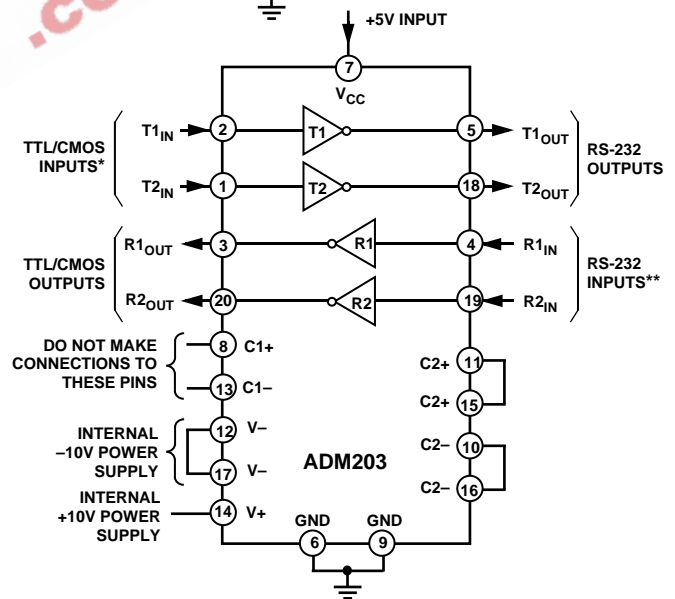 .co
+5V INPUT
7
VCC
TTL/CMOS
INPUTS*
T1IN
2
T1
5
T1OUT
RS-232
OUTPUTS
T2IN
1
T2
18
T2OUT
TTL/CMOS
OUTPUTS
R1OUT
3
R1
4
R1IN
RS-232
INPUTS**
R2OUT
20
R2
19
R2IN
DO NOT MAKE
CONNECTIONS TO
THESE PINS
8
C1+
13
C1–
C2+
11
C2+
15
INTERNAL
–10V POWER
SUPPLY
12
V–
17
V–
C2–
10
C2–
16
ADM203
INTERNAL
+10V POWER
SUPPLY
14
V+
GND
GND
6
9